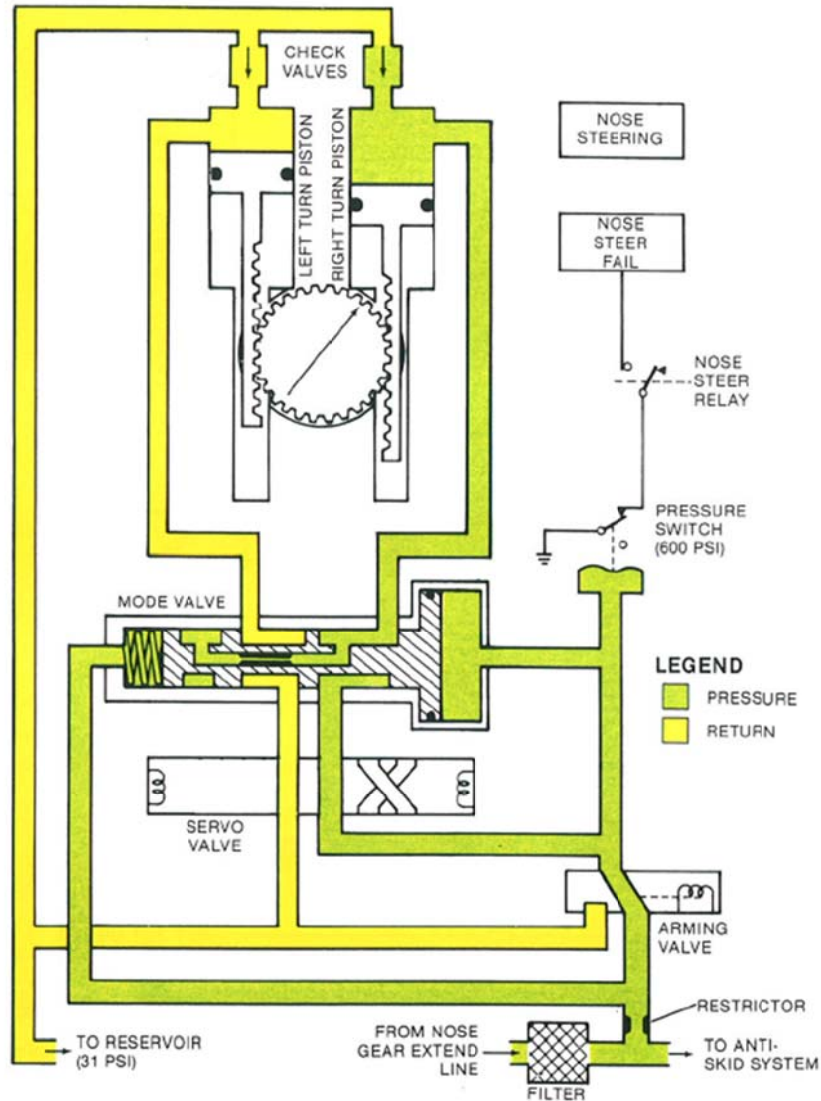 CHECK
VALVES
LEFT TURN PISTON
RIGHT TURN PISTON
NOSE
STEERING
NOSE
STEER
FAIL
NOSE
STEER
RELAY
PRESSURE
SWITCH
(600 PSI)
MODE VALVE
LEGEND
PRESSURE
RETURN
SERVO
VALVE
ARMING
VALVE
RESTRICTOR
TO RESERVOIR
(31 PSI)
FROM NOSE
GEAR EXTEND
LINE
FILTER
TO ANTI-
SKID SYSTEM